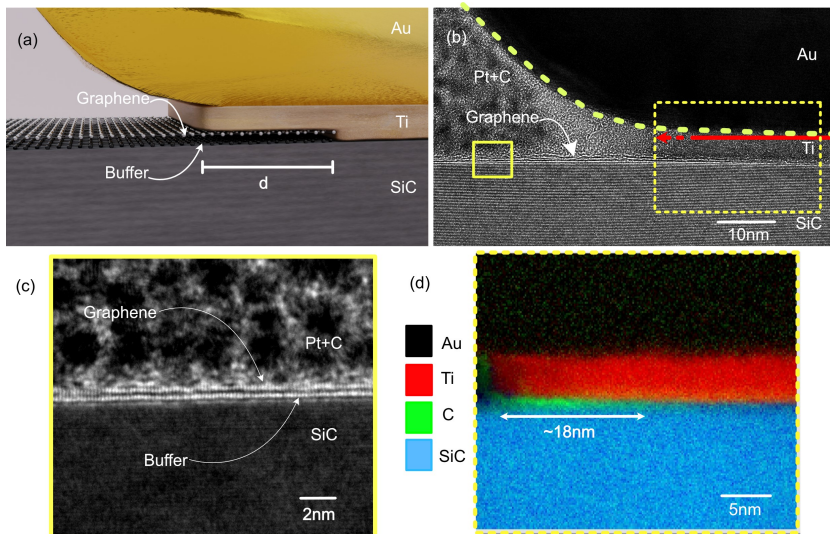 (a)
Au
Graphene
Ti
Buffer
d
SiC
(b)
Au
Pt+C
Graphene
Ti
SiC
10nm
(c)
Graphene
Pt+C
SiC
Buffer
2nm
(d)
Au
Ti
C
SiC
~18nm
5nm